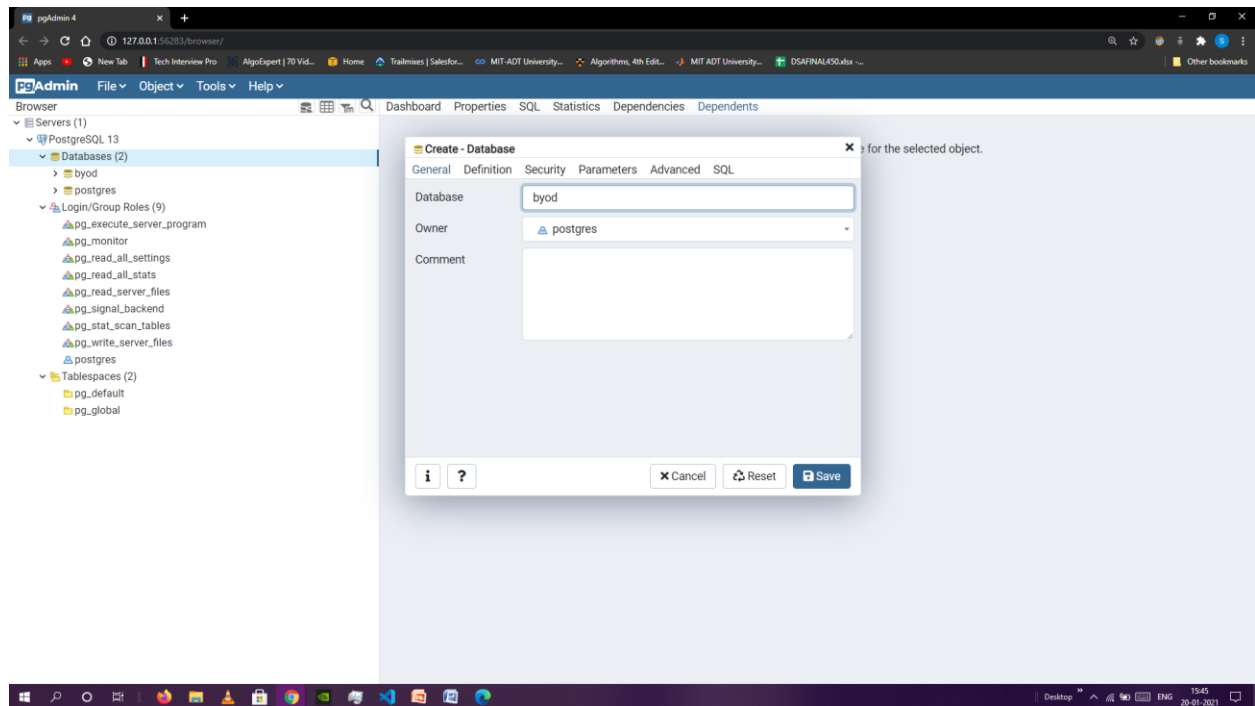 pgAdmin 4
127.0.0.1:56283/browser/
Apps New Tab Tech Interview Pro AlgoExpert | 70 Vid... Home Trailmixes | Salesfor... MIT-ADT University... Algorithms, 4th Edit... MIT ADT University... DSAFINAL450.xlsx -... Other bookmarks
pgAdmin File Object Tools Help
Browser
Dashboard Properties SQL Statistics Dependencies Dependents
Servers (1)
PostgreSQL 13
Databases (2)
byod
postgres
Login/Group Roles (9)
pg_execute_server_program
pg_monitor
pg_read_all_settings
pg_read_all_stats
pg_read_server_files
pg_signal_backend
pg_stat_scan_tables
pg_write_server_files
postgres
Tablespaces (2)
pg_default
pg_global
for the selected object.
Create - Database
General Definition Security Parameters Advanced SQL
Database byod
Owner postgres
Comment
i ? Cancel Reset Save
Desktop ENG 15:45
20-01-2021